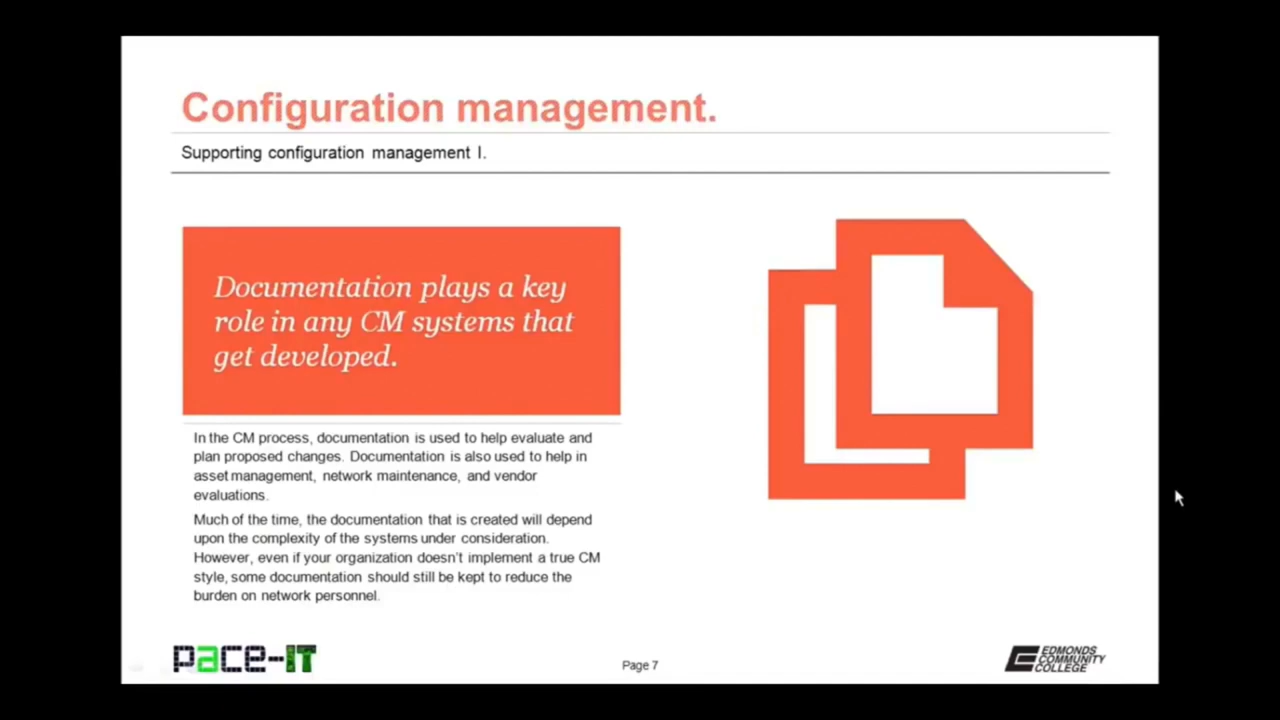 Configuration management.
Supporting configuration management I.
Documentation plays a key
role in any CM systems that
get developed.
In the CM process, documentation is used to help evaluate and
plan proposed changes. Documentation is also used to help in
asset management, network maintenance, and vendor
evaluations.
Much of the time, the documentation that is created will depend
upon the complexity of the systems under consideration.
However, even if your organization doesn't implement a true CM
style, some documentation should still be kept to reduce the
burden on network personnel.
pace-IT
Page 7
EDMONDS
COMMUNITY
COLLEGE